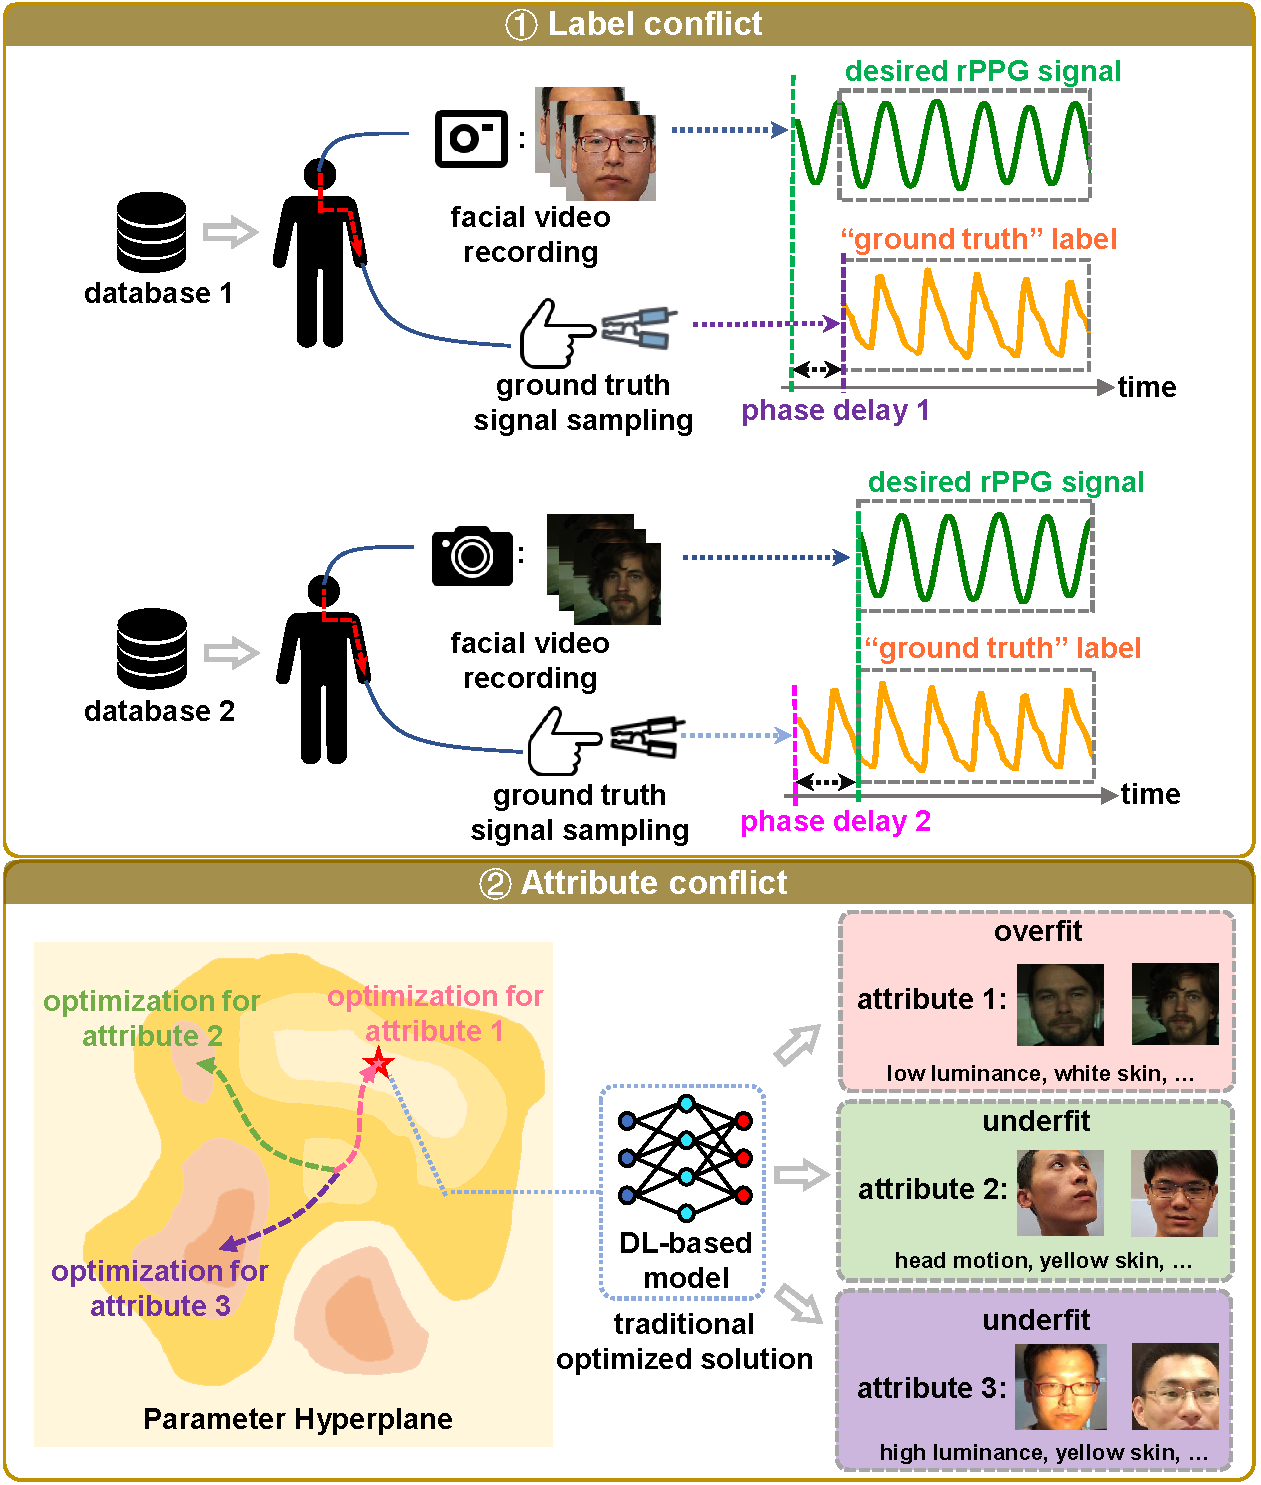 ① Label conflict
desired rPPG signal
:
facial video
recording
database 1
“ground truth” label
ground truth
signal sampling
time
phase delay 1
desired rPPG signal
:
facial video
recording
database 2
“ground truth” label
ground truth
signal sampling
time
phase delay 2
② Attribute conflict
optimization for
attribute 2
optimization for
attribute 1
optimization for
attribute 3
Parameter Hyperplane
DL-based
model
traditional
optimized solution
overfit
attribute 1:
low luminance, white skin, ...
underfit
attribute 2:
head motion, yellow skin, ...
underfit
attribute 3:
high luminance, yellow skin, ...